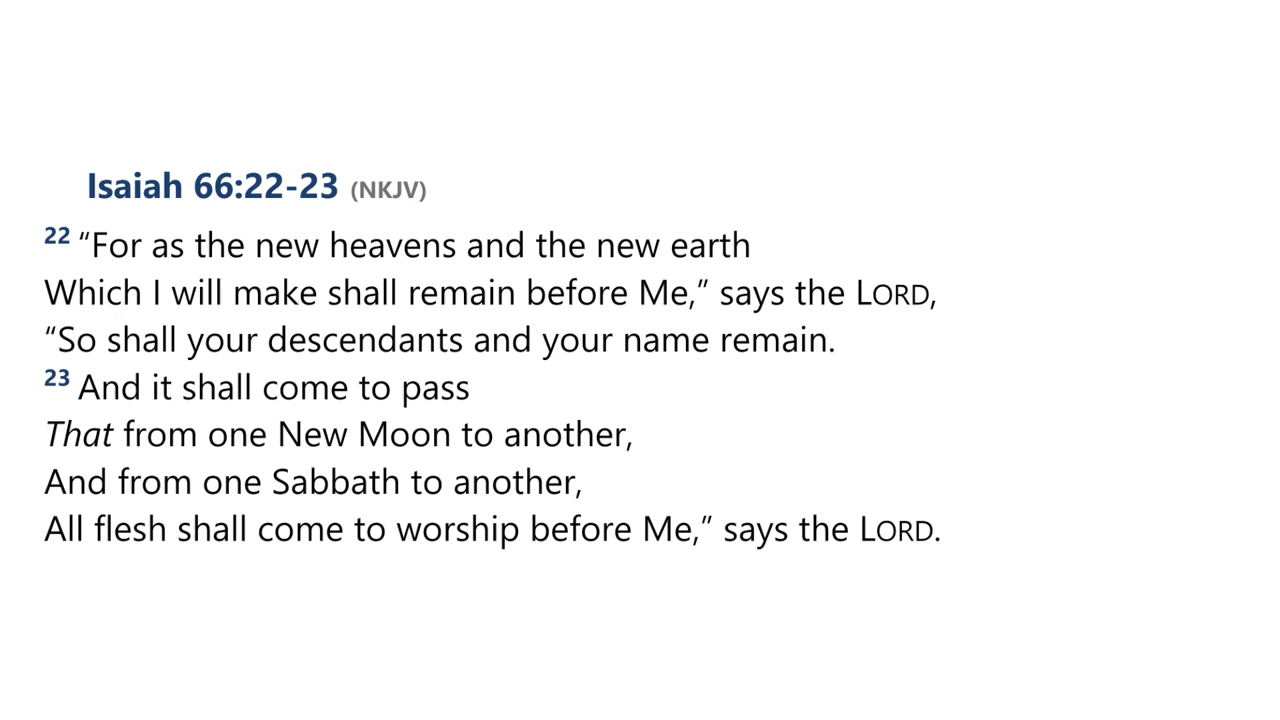 Isaiah 66:22-23 (NKJV)
22 “For as the new heavens and the new earth
Which I will make shall remain before Me,” says the LORD,
“So shall your descendants and your name remain.
23 And it shall come to pass
That from one New Moon to another,
And from one Sabbath to another,
All flesh shall come to worship before Me,” says the LORD.